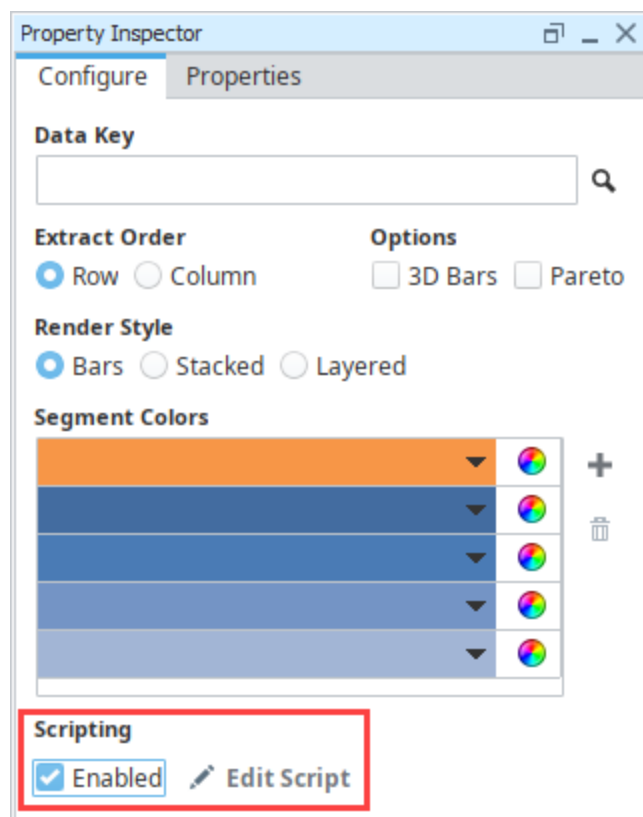 Property Inspector
Configure Properties
Data Key
Extract Order Options
Row Column 3D Bars Pareto
Render Style
Bars Stacked Layered
Segment Colors
Scripting
Enabled Edit Script